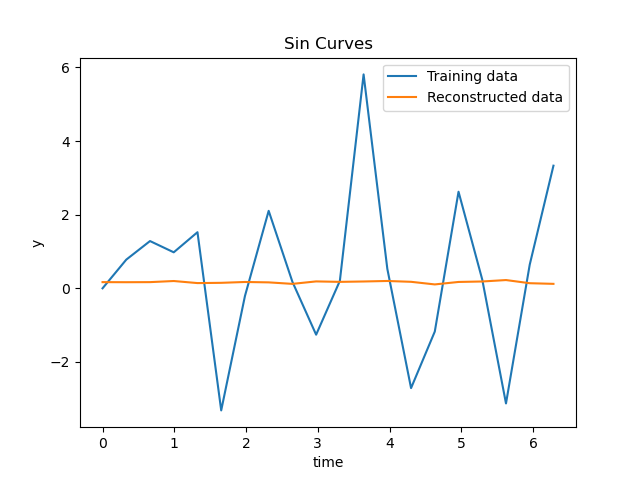 Sin Curves
Training data
Reconstructed data
6
4
2
0
−2
y
0 1 2 3 4 5 6
time